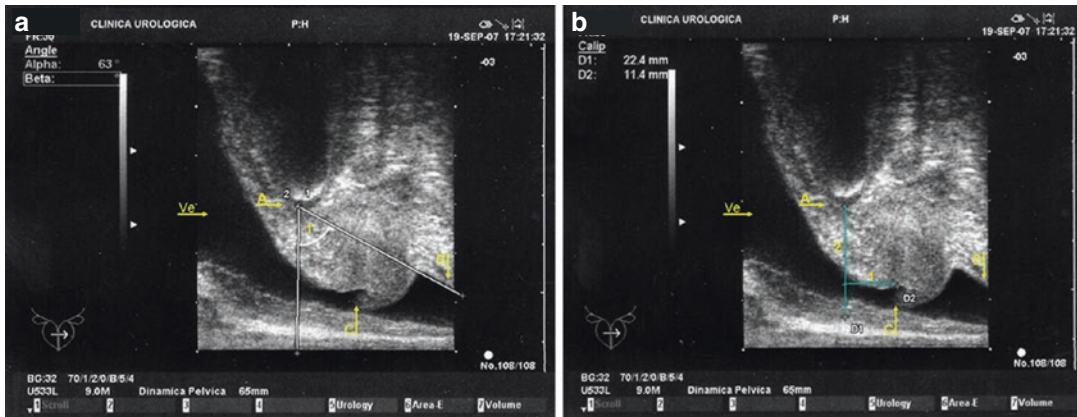 a
CLINICA UROLOGICA P:H
19-SEP-07 17:21:32
Angle
Alpha: 63 °
Beta:
-03
2
A
1
Ve
C
No.108/108
BG:32 70/1/2/0/B/5/4
U533L 9.0M Dinamica Pelvica 65mm
1Scroll 2 3 4 5Urology 6Area-E 7Volume
b
CLINICA UROLOGICA P:H
19-SEP-07 17:21:32
Calip
D1: 22.4 mm
D2: 11.4 mm
-03
A
Ve
2
1
D2
D1
C
No.108/108
BG:32 70/1/2/0/B/5/4
U533L 9.0M Dinamica Pelvica 65mm
1Scroll 2 3 4 5Urology 6Area-E 7Volume